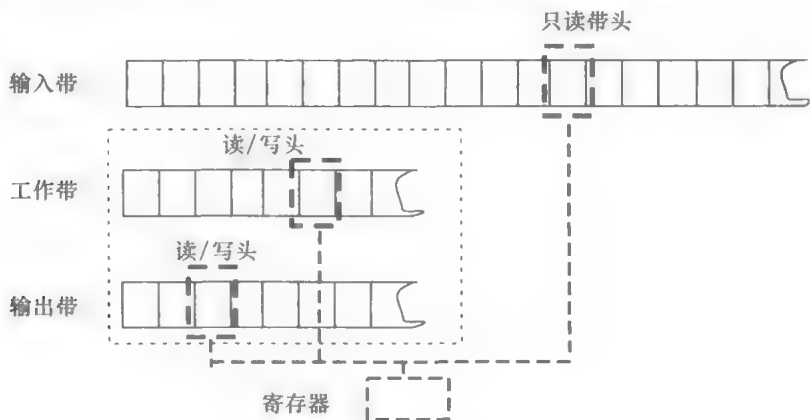 只读带头
输入带
读/写头
工作带
读/写头
输出带
寄存器